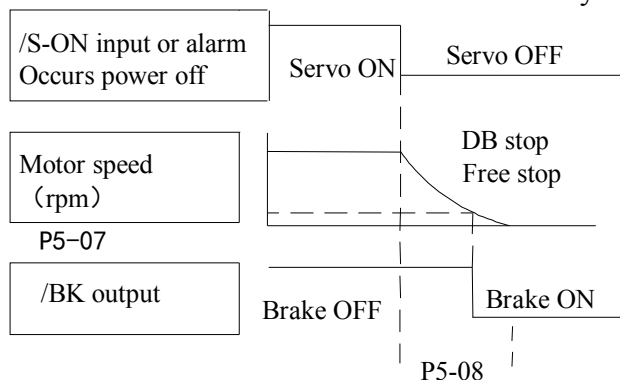 /S-ON input or alarm
Occurs power off
Servo ON
Servo OFF
Motor speed
（rpm）
DB stop
Free stop
P5-07
/BK output
Brake OFF
Brake ON
P5-08